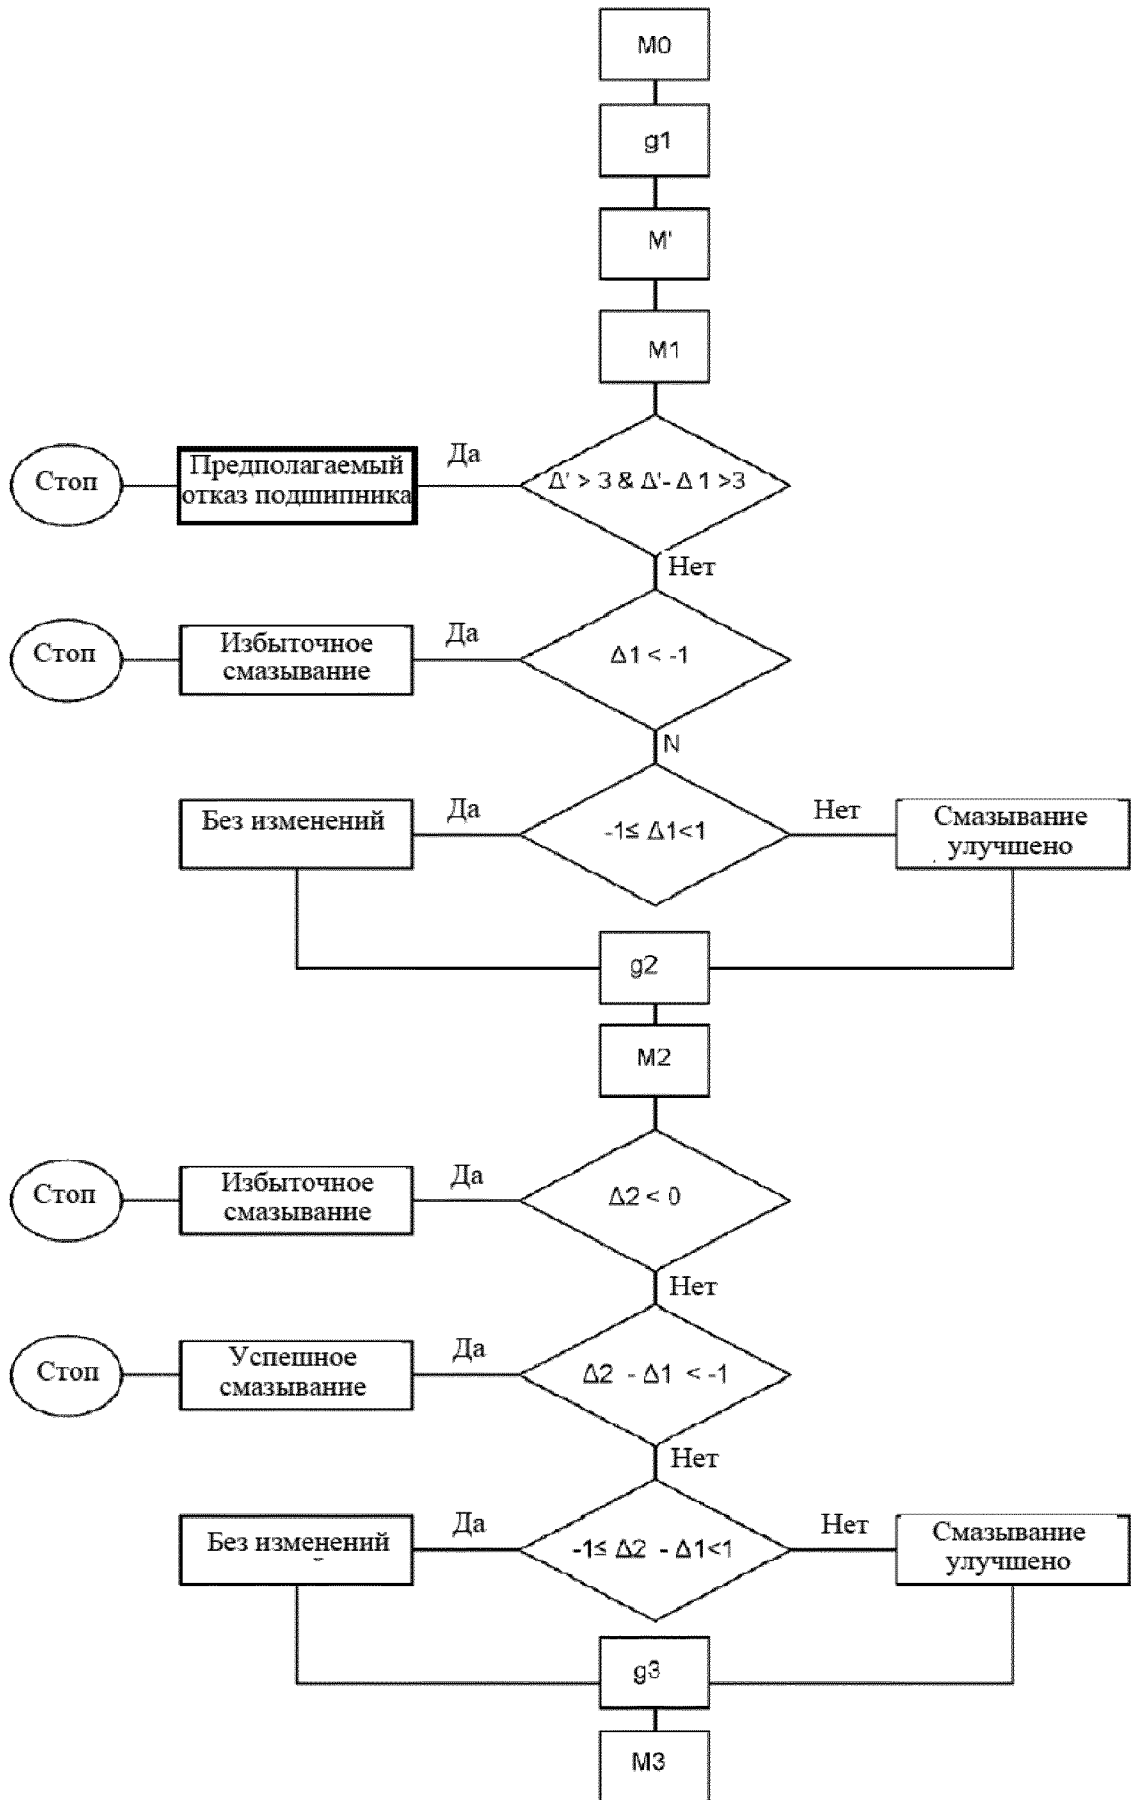 M0
g1
M'
M1
Стоп
Предполагаемый
отказ подшипника
Да
Δ' > 3 & Δ'- Δ 1 >3
Нет
Стоп
Избыточное
смазывание
Да
Δ1 < -1
N
Без изменений
Да
-1≤ Δ1<1
Нет
Смазывание
улучшено
g2
M2
Стоп
Избыточное
смазывание
Да
Δ2 < 0
Нет
Стоп
Успешное
смазывание
Да
Δ2 - Δ1 < -1
Нет
Без изменений
Да
-1≤ Δ2 - Δ1<1
Нет
Смазывание
улучшено
g3
M3